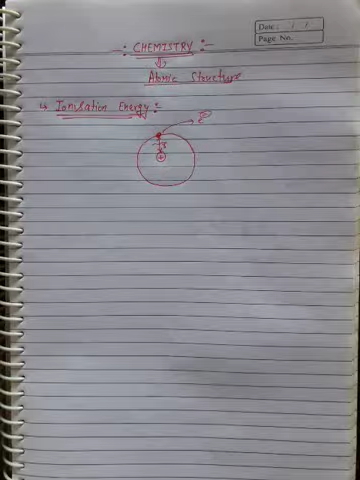 Date: / /
Page No.
-: CHEMISTRY :-
Atomic Structure
Ionisation Energy :-
e⁻
+